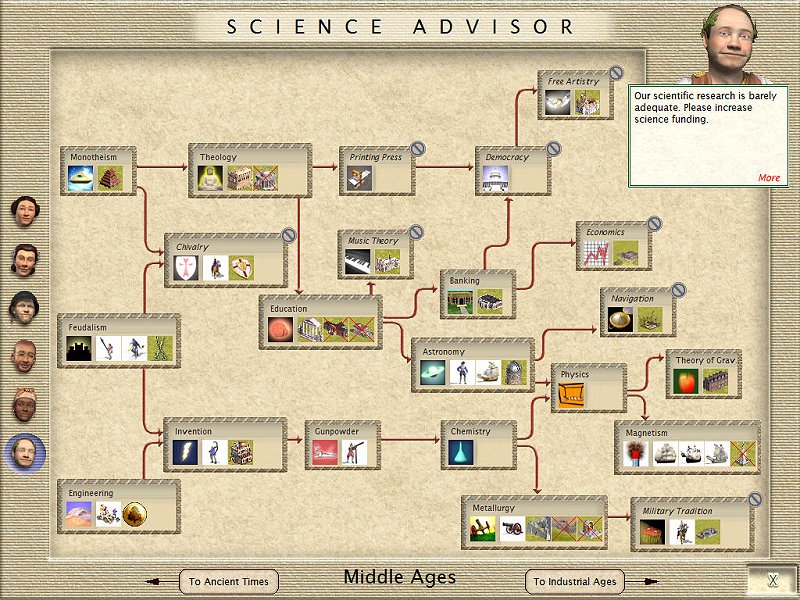 SCIENCE ADVISOR
Free Artistry
Our scientific research is barely
adequate. Please increase
science funding.
More
Monotheism
Theology
Printing Press
Democracy
Chivalry
Music Theory
Economics
Banking
Navigation
Education
Feudalism
Astronomy
Physics
Theory of Grav
Invention
Gunpowder
Chemistry
Magnetism
Engineering
Metallurgy
Military Tradition
To Ancient Times
Middle Ages
To Industrial Ages
X